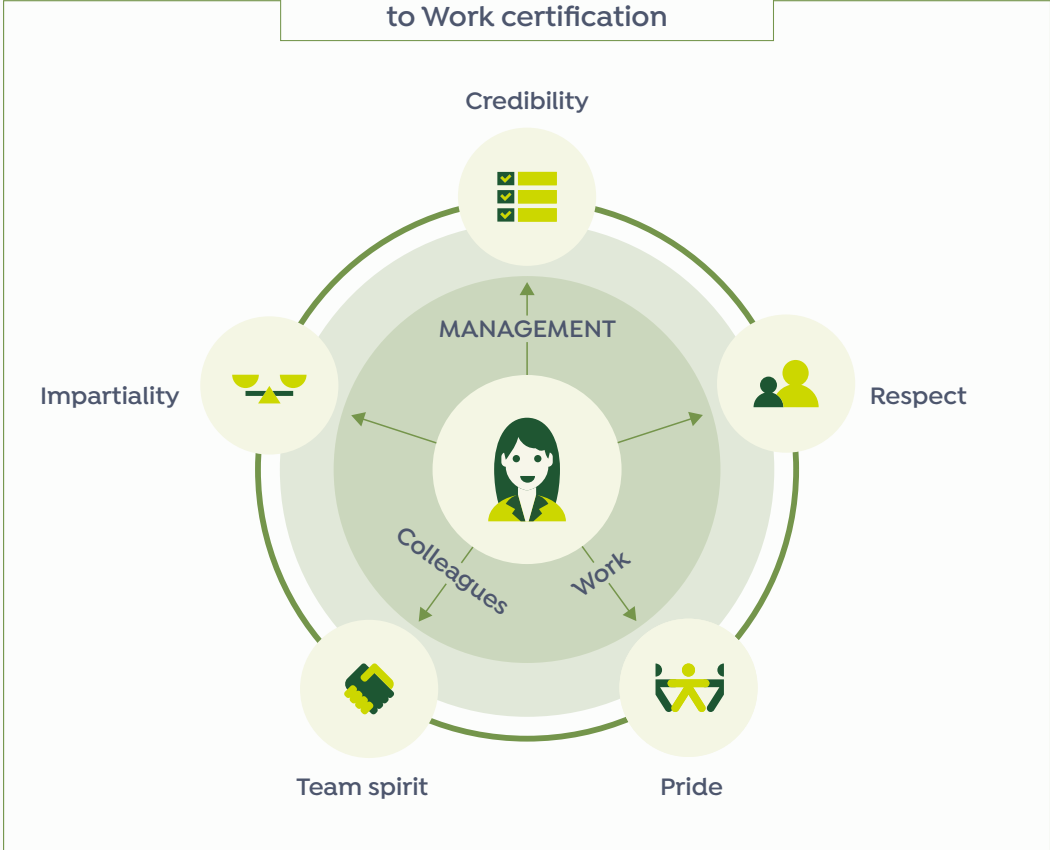 to Work certification
Credibility
MANAGEMENT
Impartiality
Respect
Colleagues
Work
Team spirit
Pride